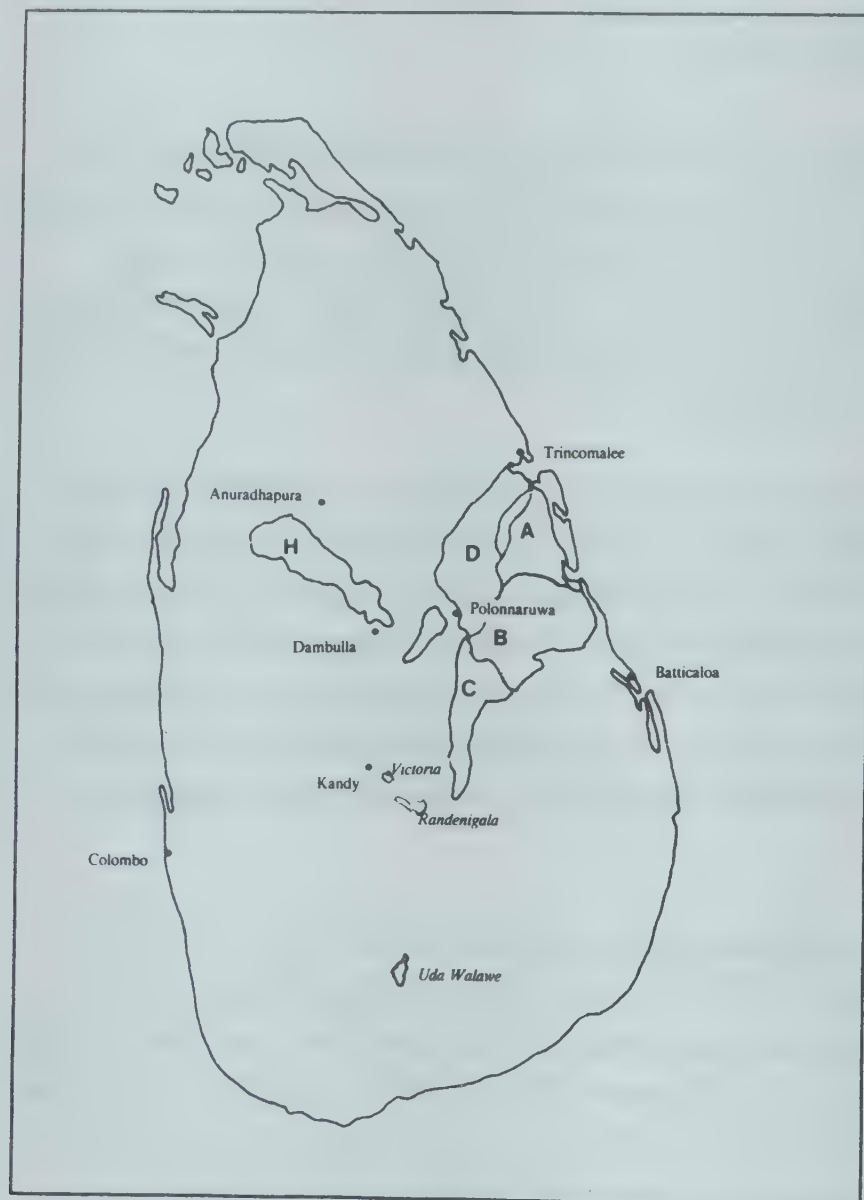 Trincomalee
Anuradhapura
A
H
D
Polonnaruwa
B
Dambulla
Batticaloa
C
Victoria
Kandy
Randenigala
Colombo
Uda Walawe